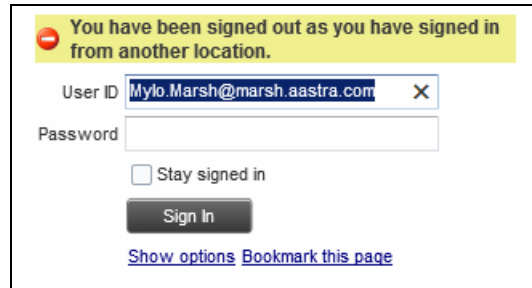 You have been signed out as you have signed in
from another location.
User ID Mylo.Marsh@marsh.aastra.com
Password
Stay signed in
Sign In
Show options Bookmark this page